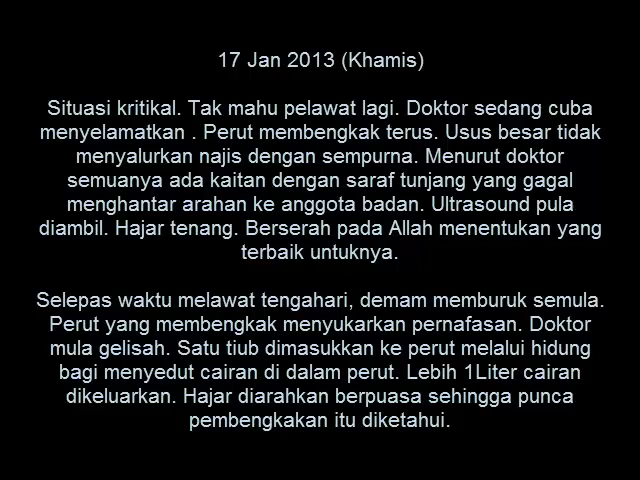 17 Jan 2013 (Khamis)
Situasi kritikal. Tak mahu pelawat lagi. Doktor sedang cuba
menyelamatkan . Perut membengkak terus. Usus besar tidak
menyalurkan najis dengan sempurna. Menurut doktor
semuanya ada kaitan dengan saraf tunjang yang gagal
menghantar arahan ke anggota badan. Ultrasound pula
diambil. Hajar tenang. Berserah pada Allah menentukan yang
terbaik untuknya.
Selepas waktu melawat tengahari, demam memburuk semula.
Perut yang membengkak menyukarkan pernafasan. Doktor
mula gelisah. Satu tiub dimasukkan ke perut melalui hidung
bagi menyedut cairan di dalam perut. Lebih 1Liter cairan
dikeluarkan. Hajar diarahkan berpuasa sehingga punca
pembengkakan itu diketahui.